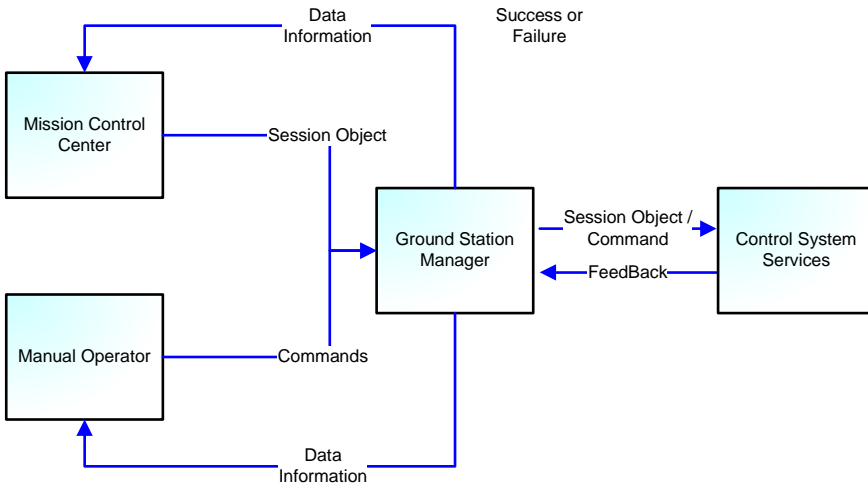 Data
Information
Success or
Failure
Mission Control
Center
Session Object
Ground Station
Manager
Session Object /
Command
FeedBack
Control System
Services
Manual Operator
Commands
Data
Information